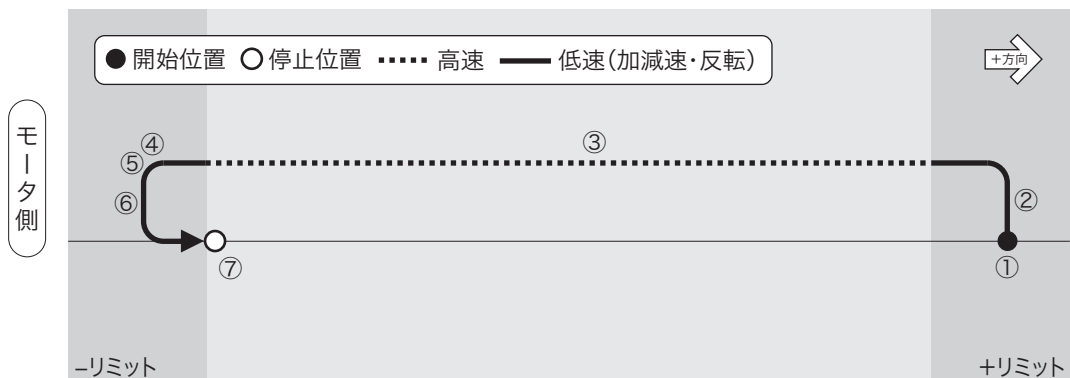 ●開始位置 ○停止位置 ‥‥‥ 高速 ━━ 低速(加減速・反転)
+方向
モータ側
④
③
⑤
⑥
②
⑦
①
−リミット
+リミット